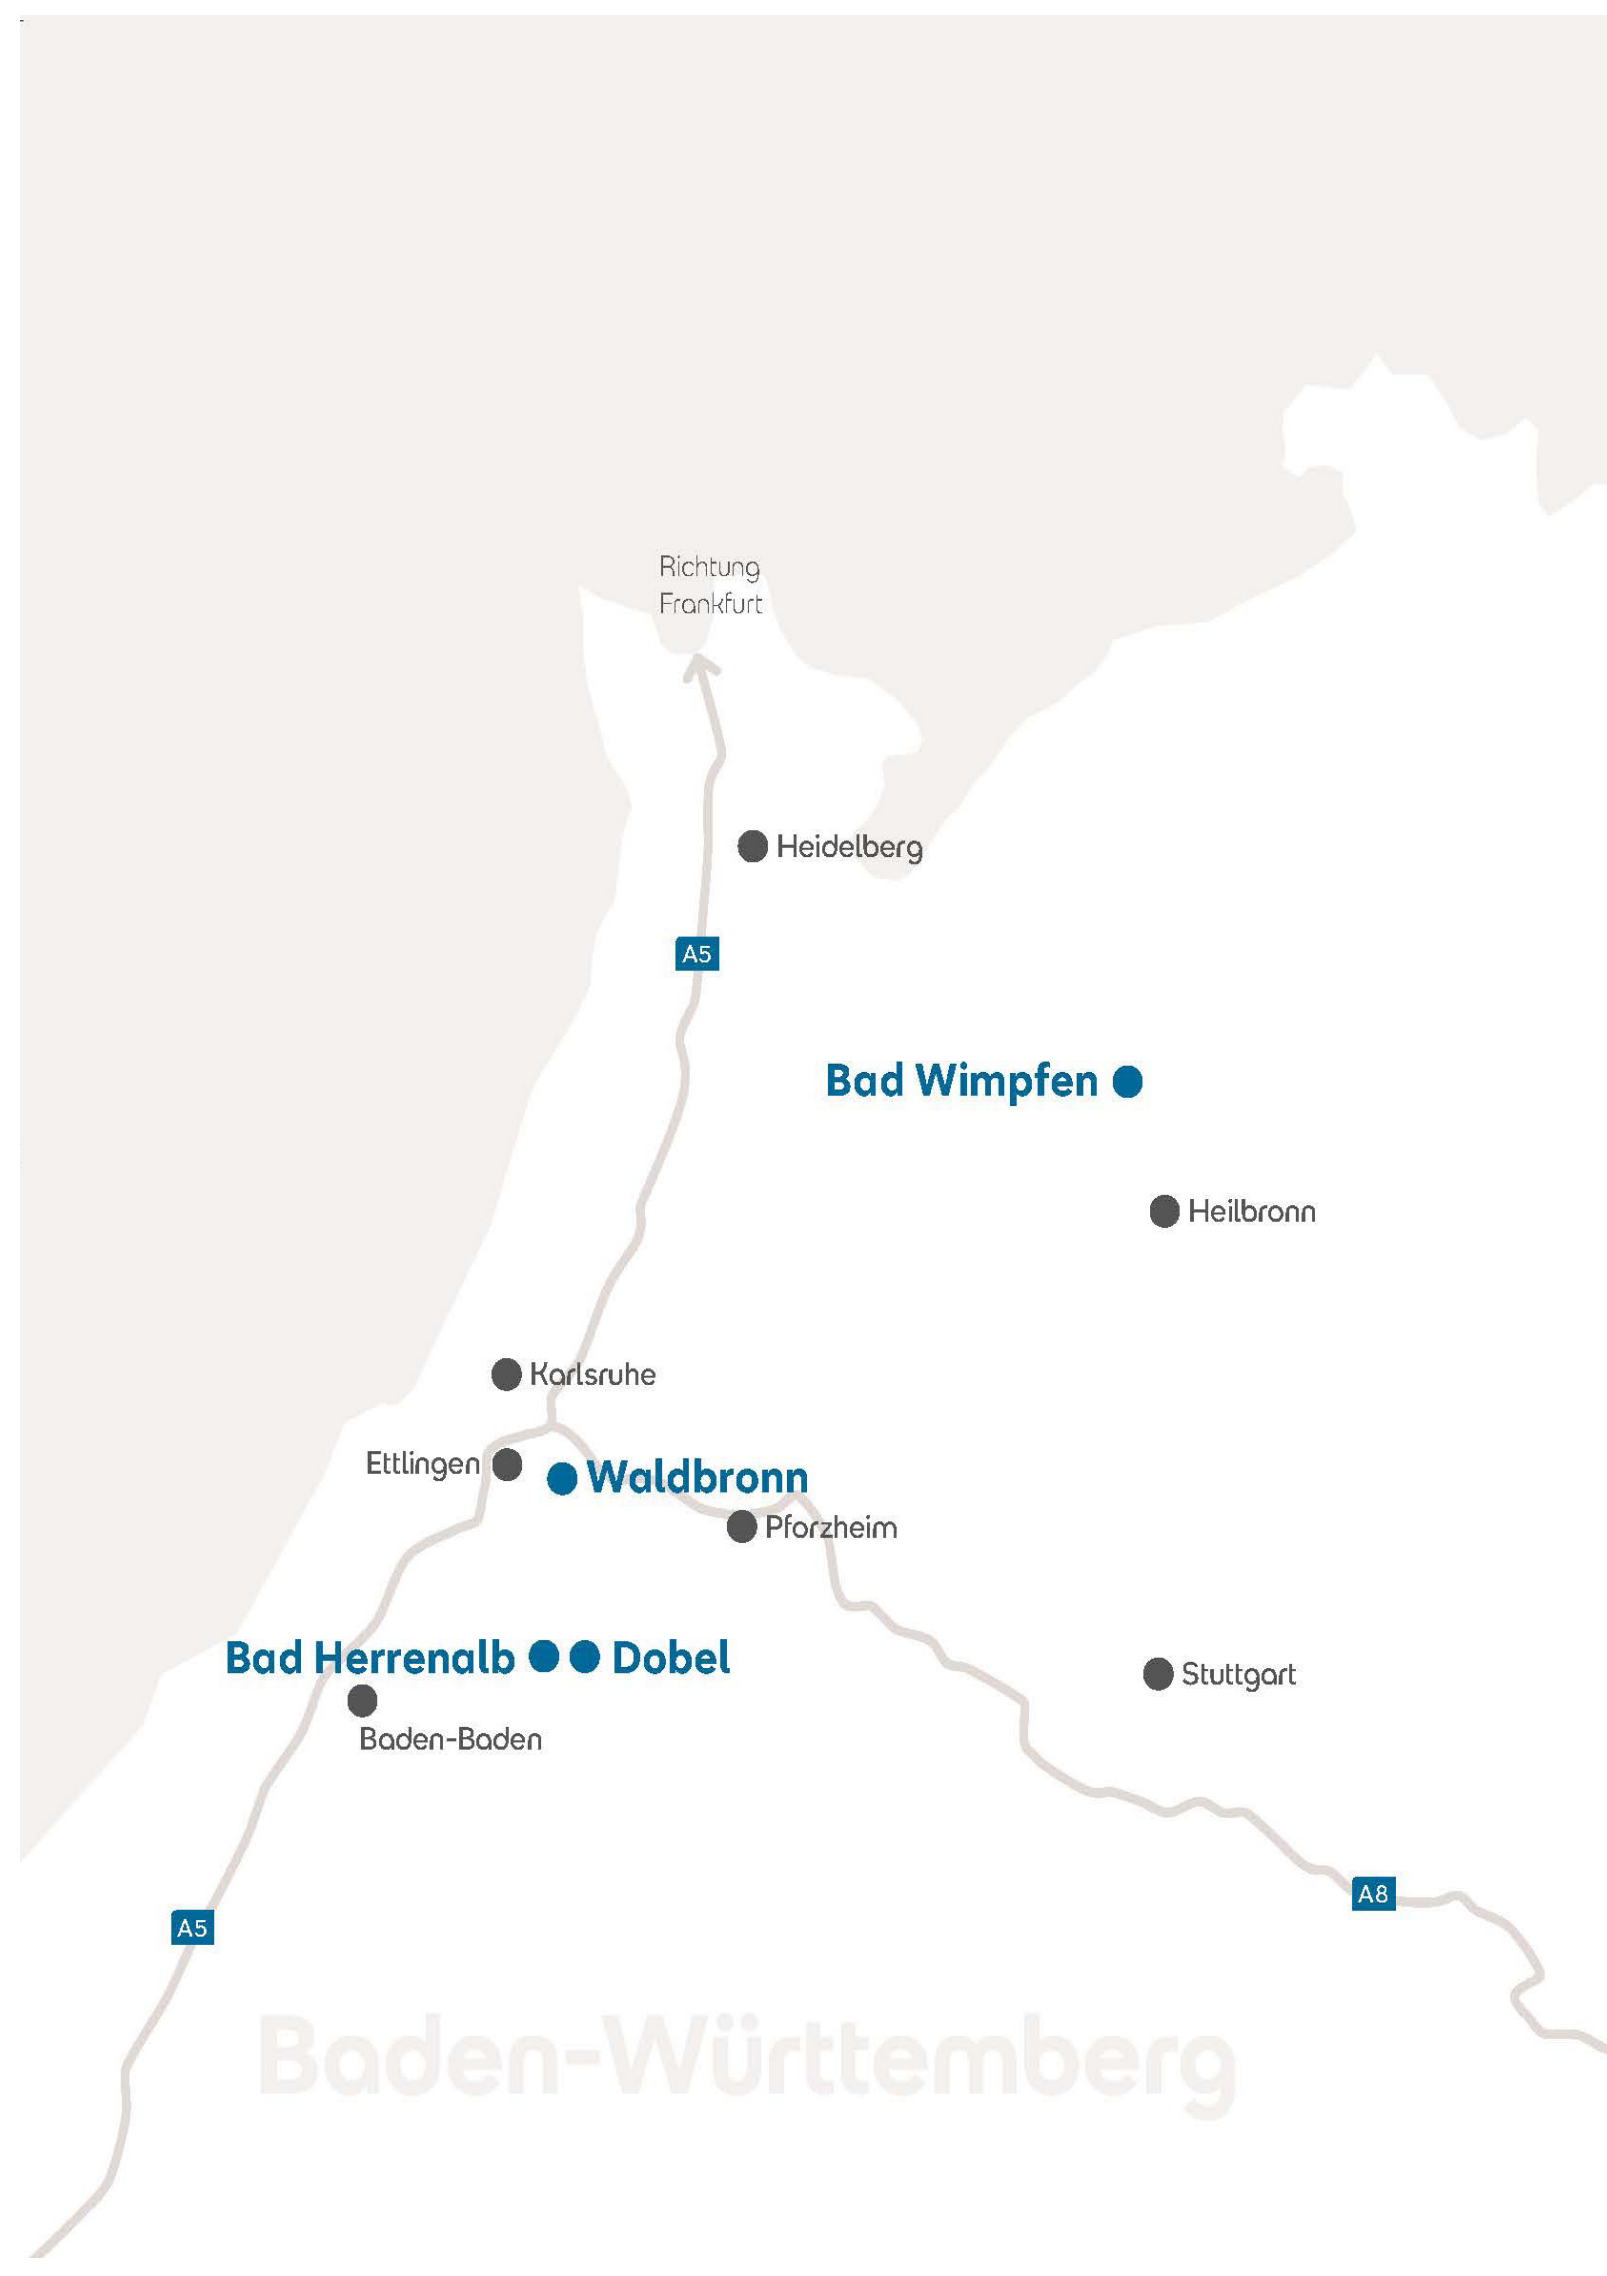 Richtung
Frankfurt
Heidelberg
A5
Bad Wimpfen
Heilbronn
Karlsruhe
Ettlingen
Waldbronn
Pforzheim
Bad Herrenalb
Dobel
Stuttgart
Baden-Baden
A8
A5
Baden-Württemberg